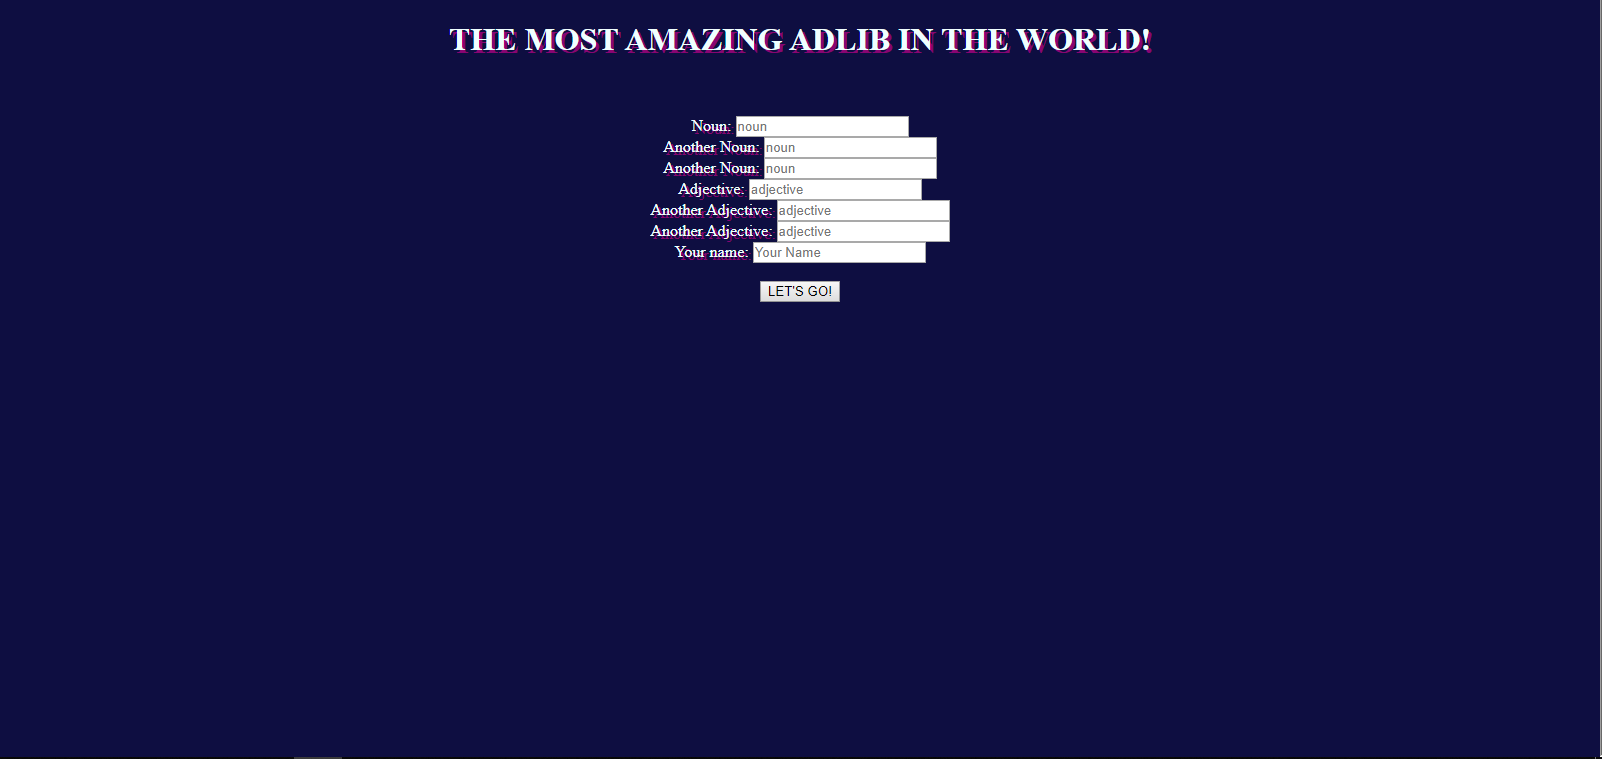 THE MOST AMAZING ADLIB IN THE WORLD!
Noun: noun
Another Noun: noun
Another Noun: noun
Adjective: adjective
Another Adjective: adjective
Another Adjective: adjective
Your name: Your Name
LET'S GO!